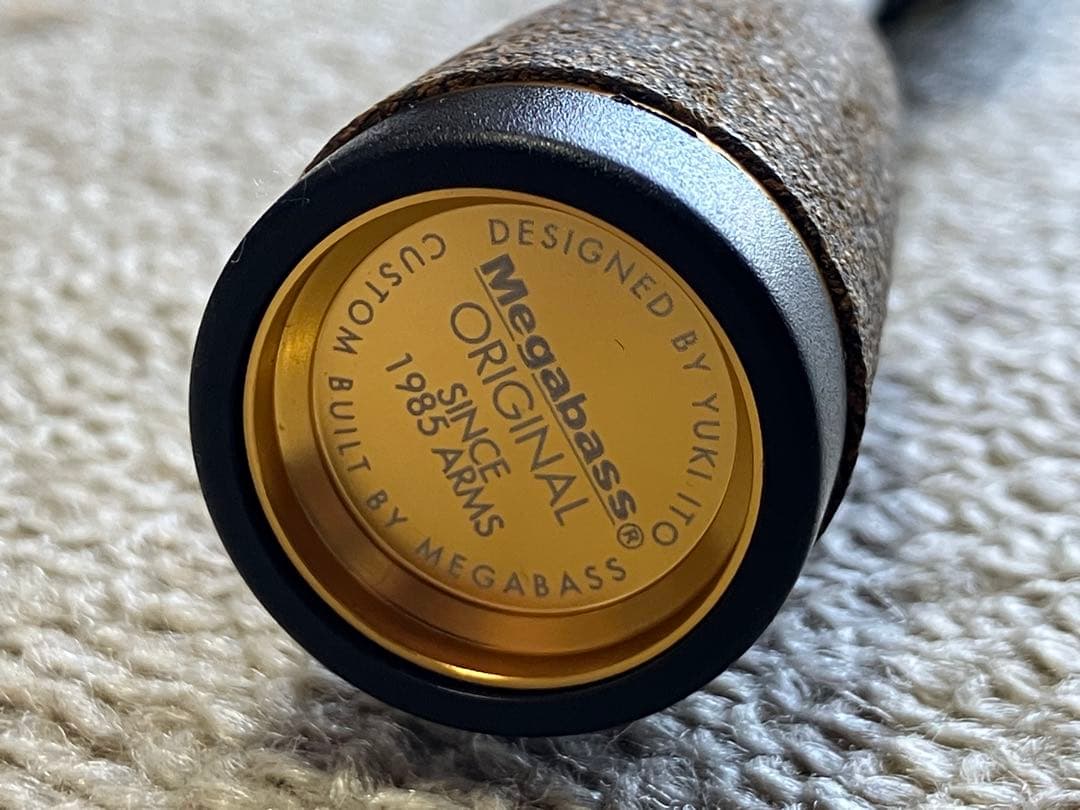 DESIGNED BY YUKI ITO
Megabass®
ORIGINAL
SINCE
1985 ARMS
CUSTOM BUILT BY MEGABASS